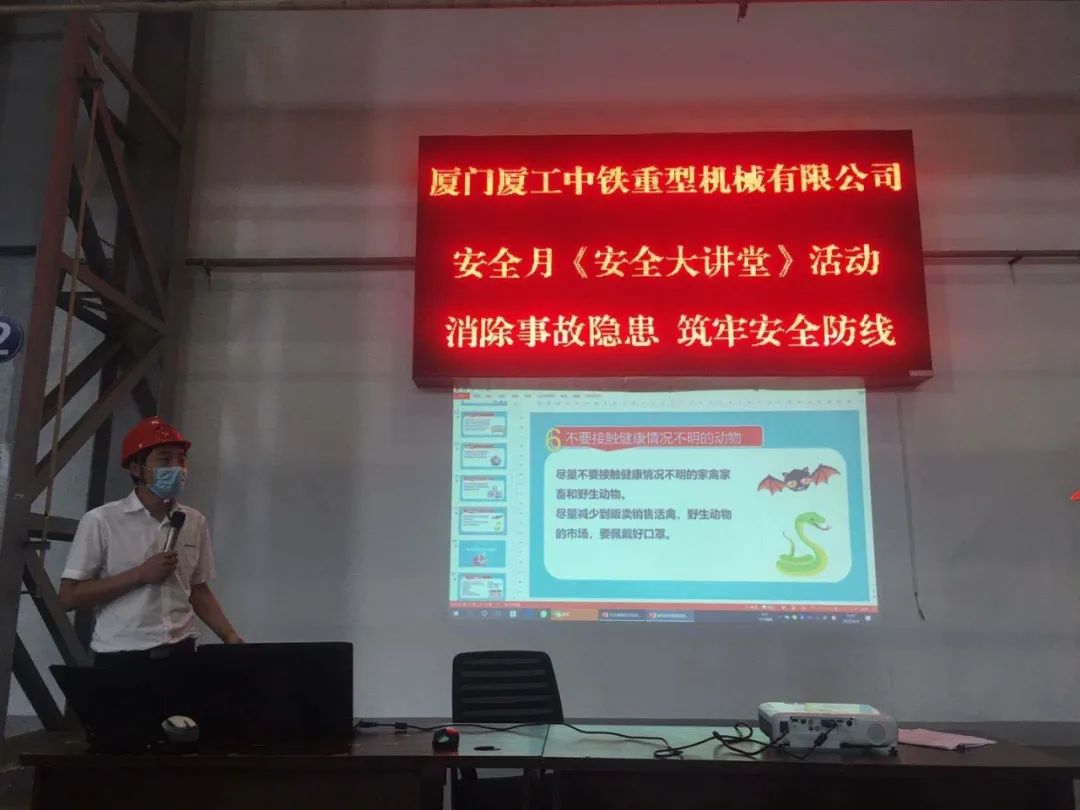 厦门厦工中铁重型机械有限公司
安全月《安全大讲堂》活动
消除事故隐患 筑牢安全防线
6 不要接触健康情况不明的动物
尽量不要接触健康情况不明的家禽家
畜和野生动物。
尽量减少到贩卖销售活禽、野生动物
的市场，要佩戴好口罩。
2